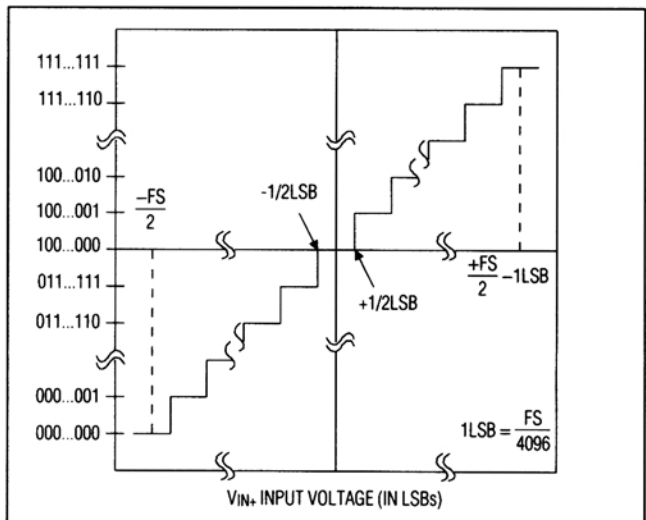 111...111
111...110
100...010
100...001
100...000
011...111
011...110
000...001
000...000
-FS
2
-1/2LSB
+1/2LSB
+FS
2
-1LSB
1LSB = FS
4096
VIN+ INPUT VOLTAGE (IN LSBs)